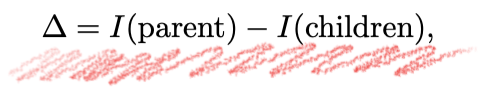 Δ = I(parent) − I(children),